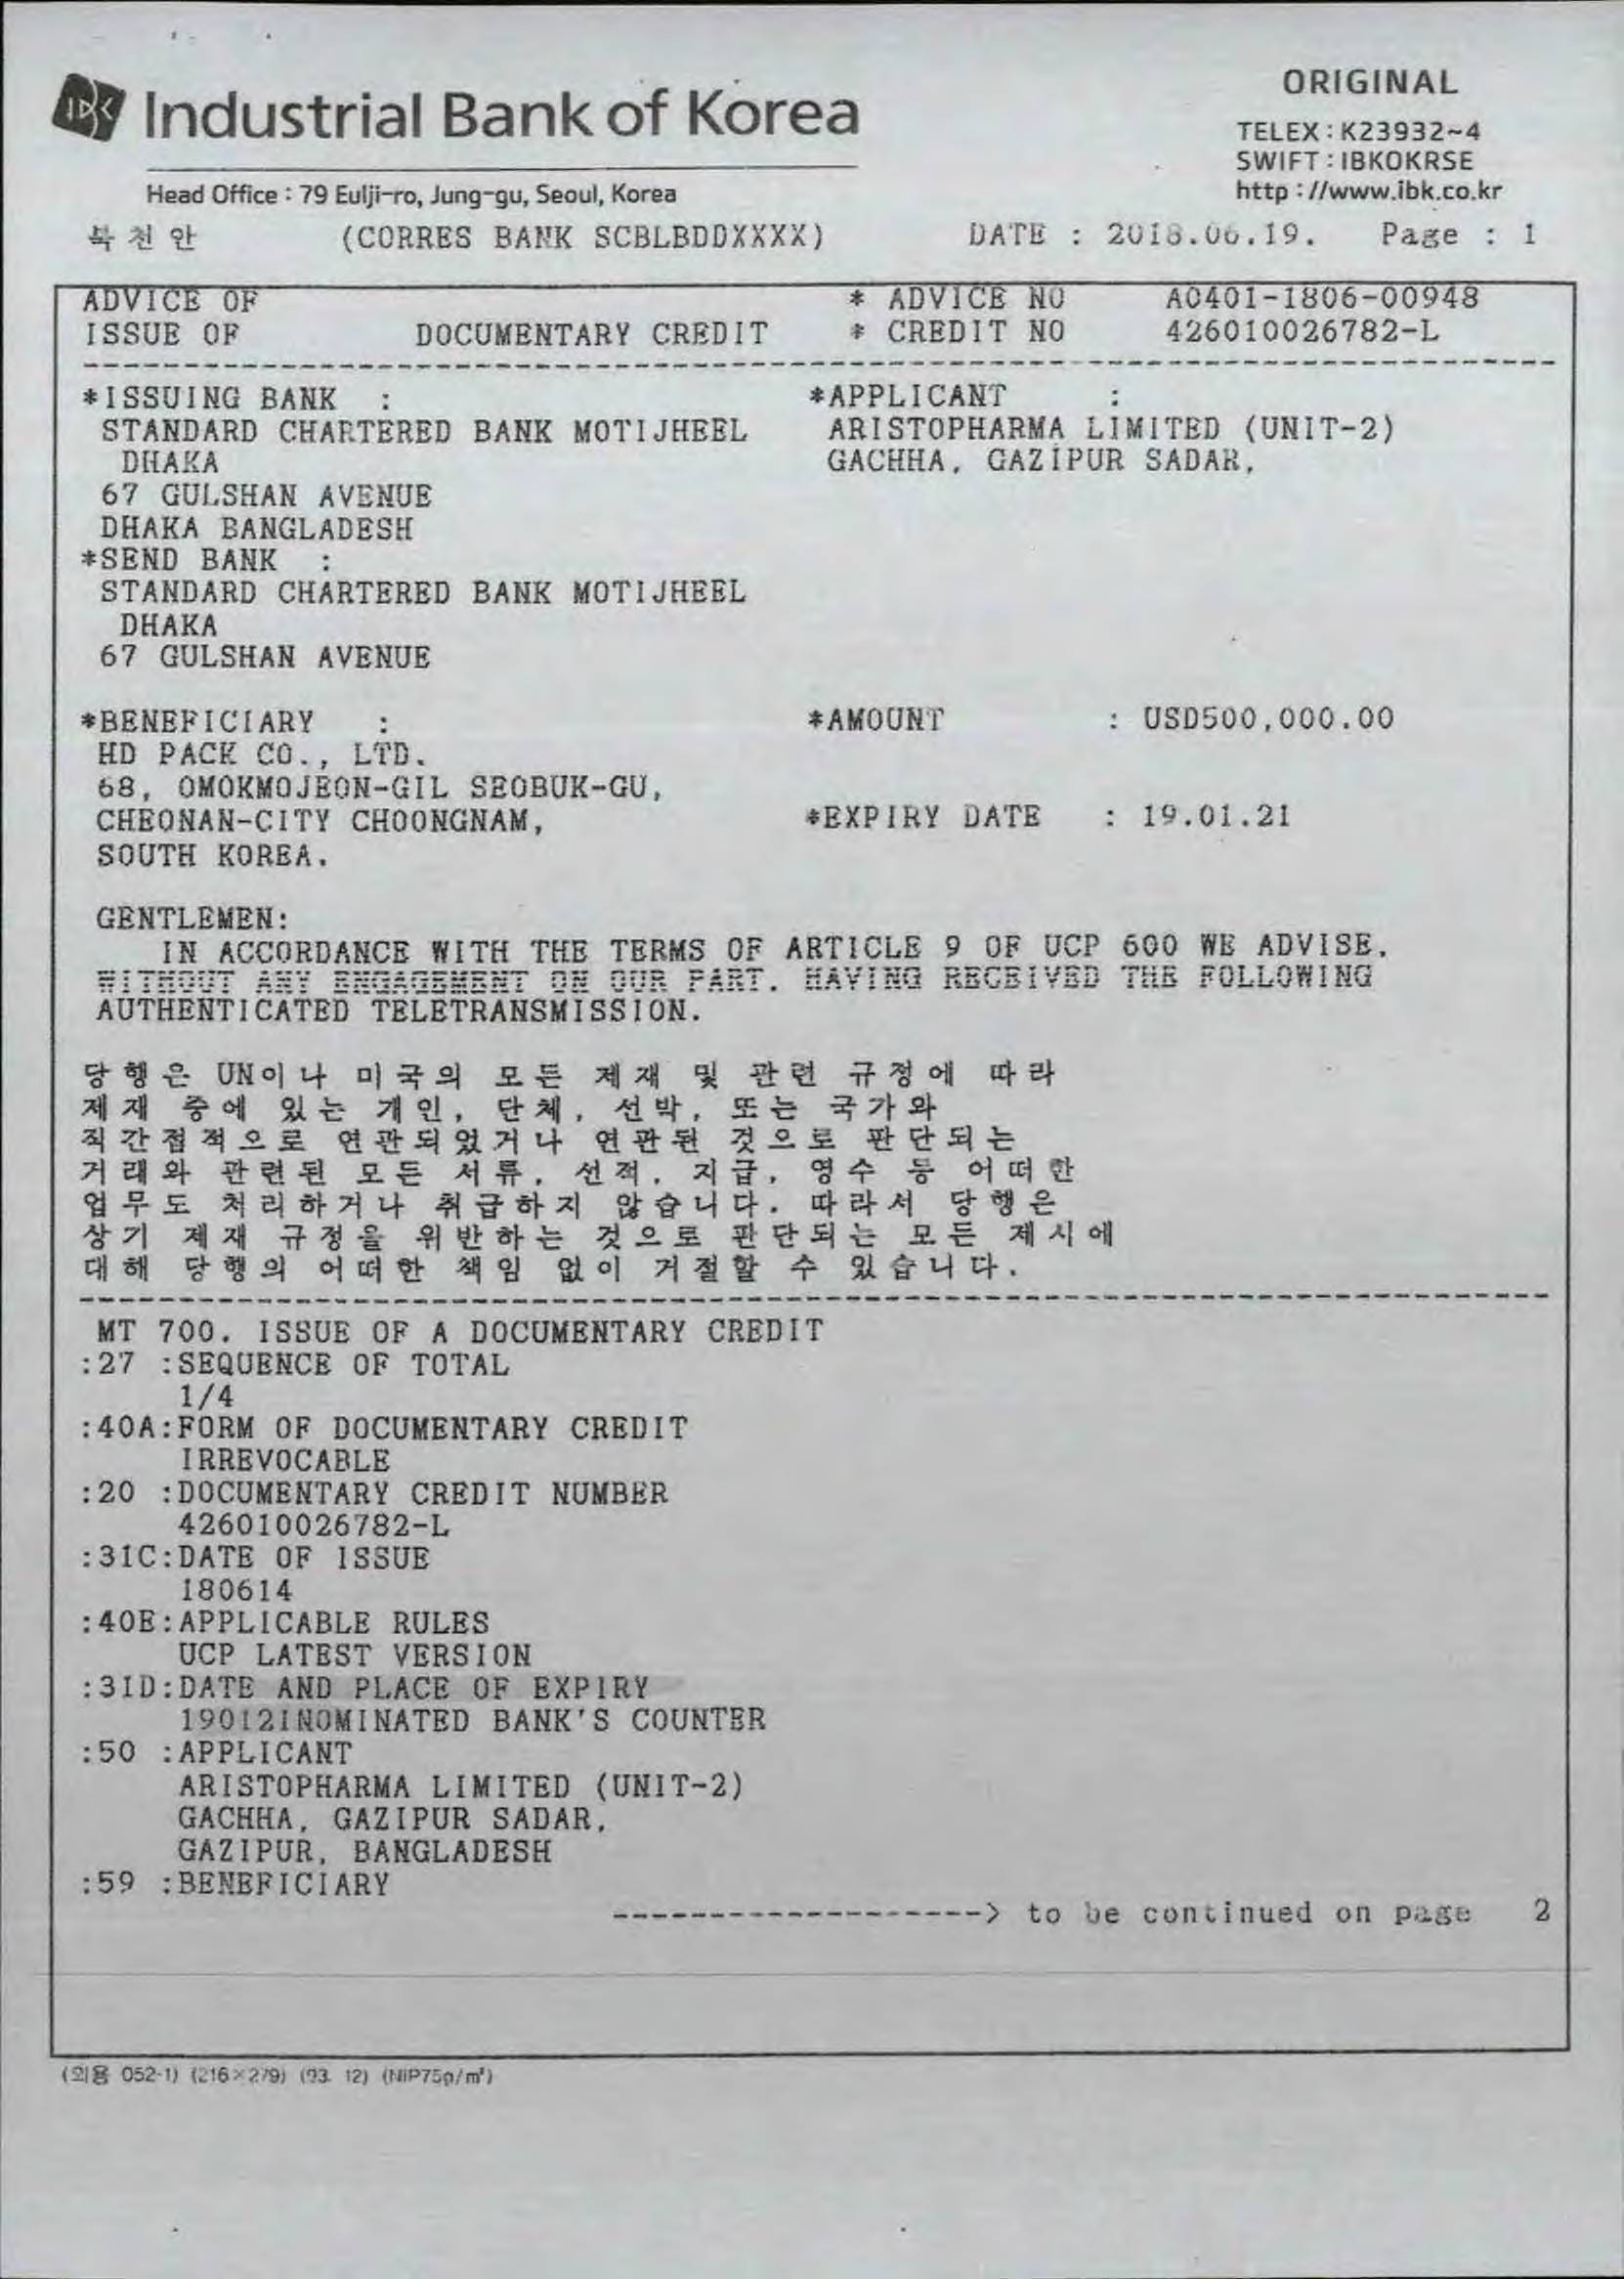 IBK Industrial Bank of Korea
ORIGINAL
TELEX : K23932~4
SWIFT : IBKOKRSE
http : //www.ibk.co.kr
Head Office : 79 Eulji-ro, Jung-gu, Seoul, Korea
북천안 (CORRES BANK SCBLBDDXXXX) DATE : 2018.06.19. Page : 1
ADVICE OF * ADVICE NO A0401-1806-00948
ISSUE OF DOCUMENTARY CREDIT * CREDIT NO 426010026782-L
*ISSUING BANK : *APPLICANT :
STANDARD CHARTERED BANK MOTIJHEEL ARISTOPHARMA LIMITED (UNIT-2)
DHAKA GACHHA, GAZIPUR SADAR,
67 GULSHAN AVENUE
DHAKA BANGLADESH
*SEND BANK :
STANDARD CHARTERED BANK MOTIJHEEL
DHAKA
67 GULSHAN AVENUE
*BENEFICIARY : *AMOUNT : USD500,000.00
HD PACK CO., LTD.
68, OMOKMOJEON-GIL SEOBUK-GU,
CHEONAN-CITY CHOONGNAM, *EXPIRY DATE : 19.01.21
SOUTH KOREA.
GENTLEMEN:
IN ACCORDANCE WITH THE TERMS OF ARTICLE 9 OF UCP 600 WE ADVISE,
WITHOUT ANY ENGAGEMENT ON OUR PART, HAVING RECEIVED THE FOLLOWING
AUTHENTICATED TELETRANSMISSION.
당행은 UN이나 미국의 모든 제재 및 관련 규정에 따라
제재 중에 있는 개인, 단체, 선박, 또는 국가와
직간접적으로 연관되었거나 연관된 것으로 판단되는
거래와 관련된 모든 서류, 선적, 지급, 영수 등 어떠한
업무도 처리하거나 취급하지 않습니다. 따라서 당행은
상기 제재 규정을 위반하는 것으로 판단되는 모든 제시에
대해 당행의 어떠한 책임 없이 거절할 수 있습니다.
MT 700. ISSUE OF A DOCUMENTARY CREDIT
:27 :SEQUENCE OF TOTAL
1/4
:40A:FORM OF DOCUMENTARY CREDIT
IRREVOCABLE
:20 :DOCUMENTARY CREDIT NUMBER
426010026782-L
:31C:DATE OF ISSUE
180614
:40E:APPLICABLE RULES
UCP LATEST VERSION
:31D:DATE AND PLACE OF EXPIRY
190121NOMINATED BANK'S COUNTER
:50 :APPLICANT
ARISTOPHARMA LIMITED (UNIT-2)
GACHHA, GAZIPUR SADAR,
GAZIPUR, BANGLADESH
:59 :BENEFICIARY
-------------------> to be continued on page 2
(외용 052-1) (216×279) (93. 12) (NIP75g/m²)